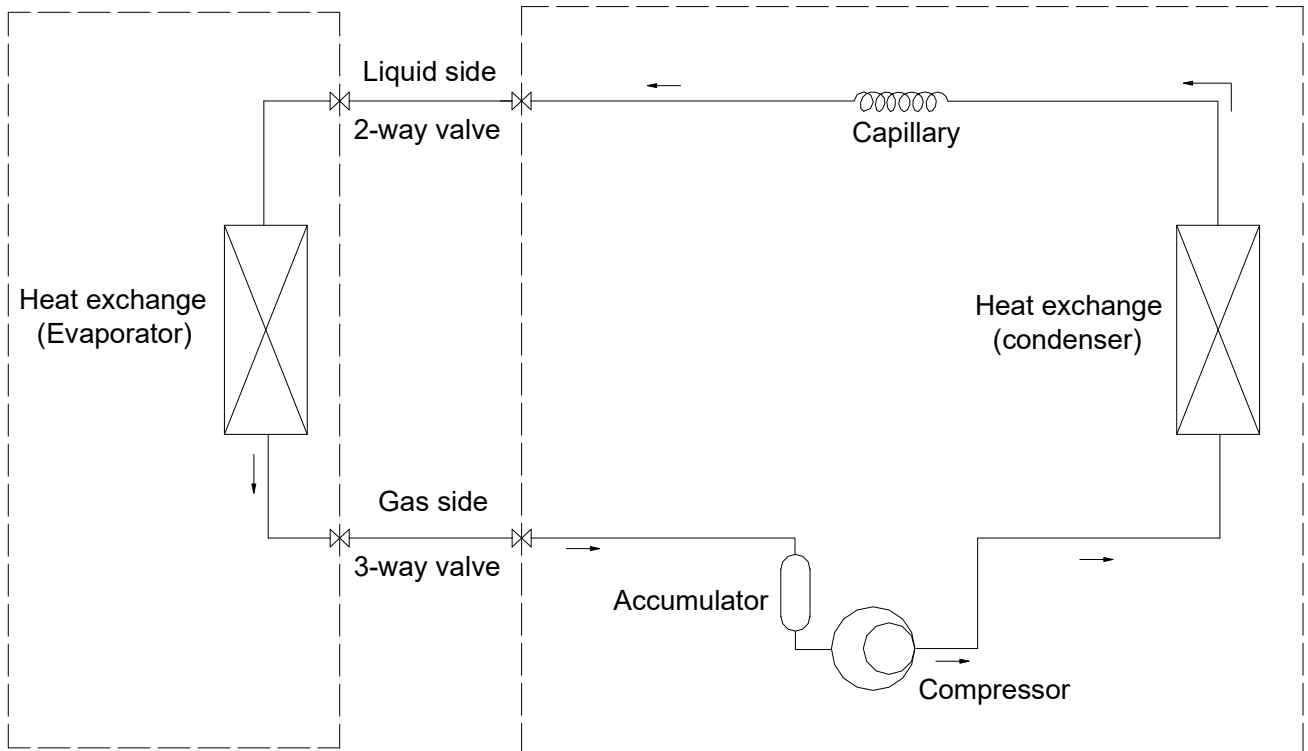 Liquid side
2-way valve
Capillary
Heat exchange
(Evaporator)
Heat exchange
(condenser)
Gas side
3-way valve
Accumulator
Compressor